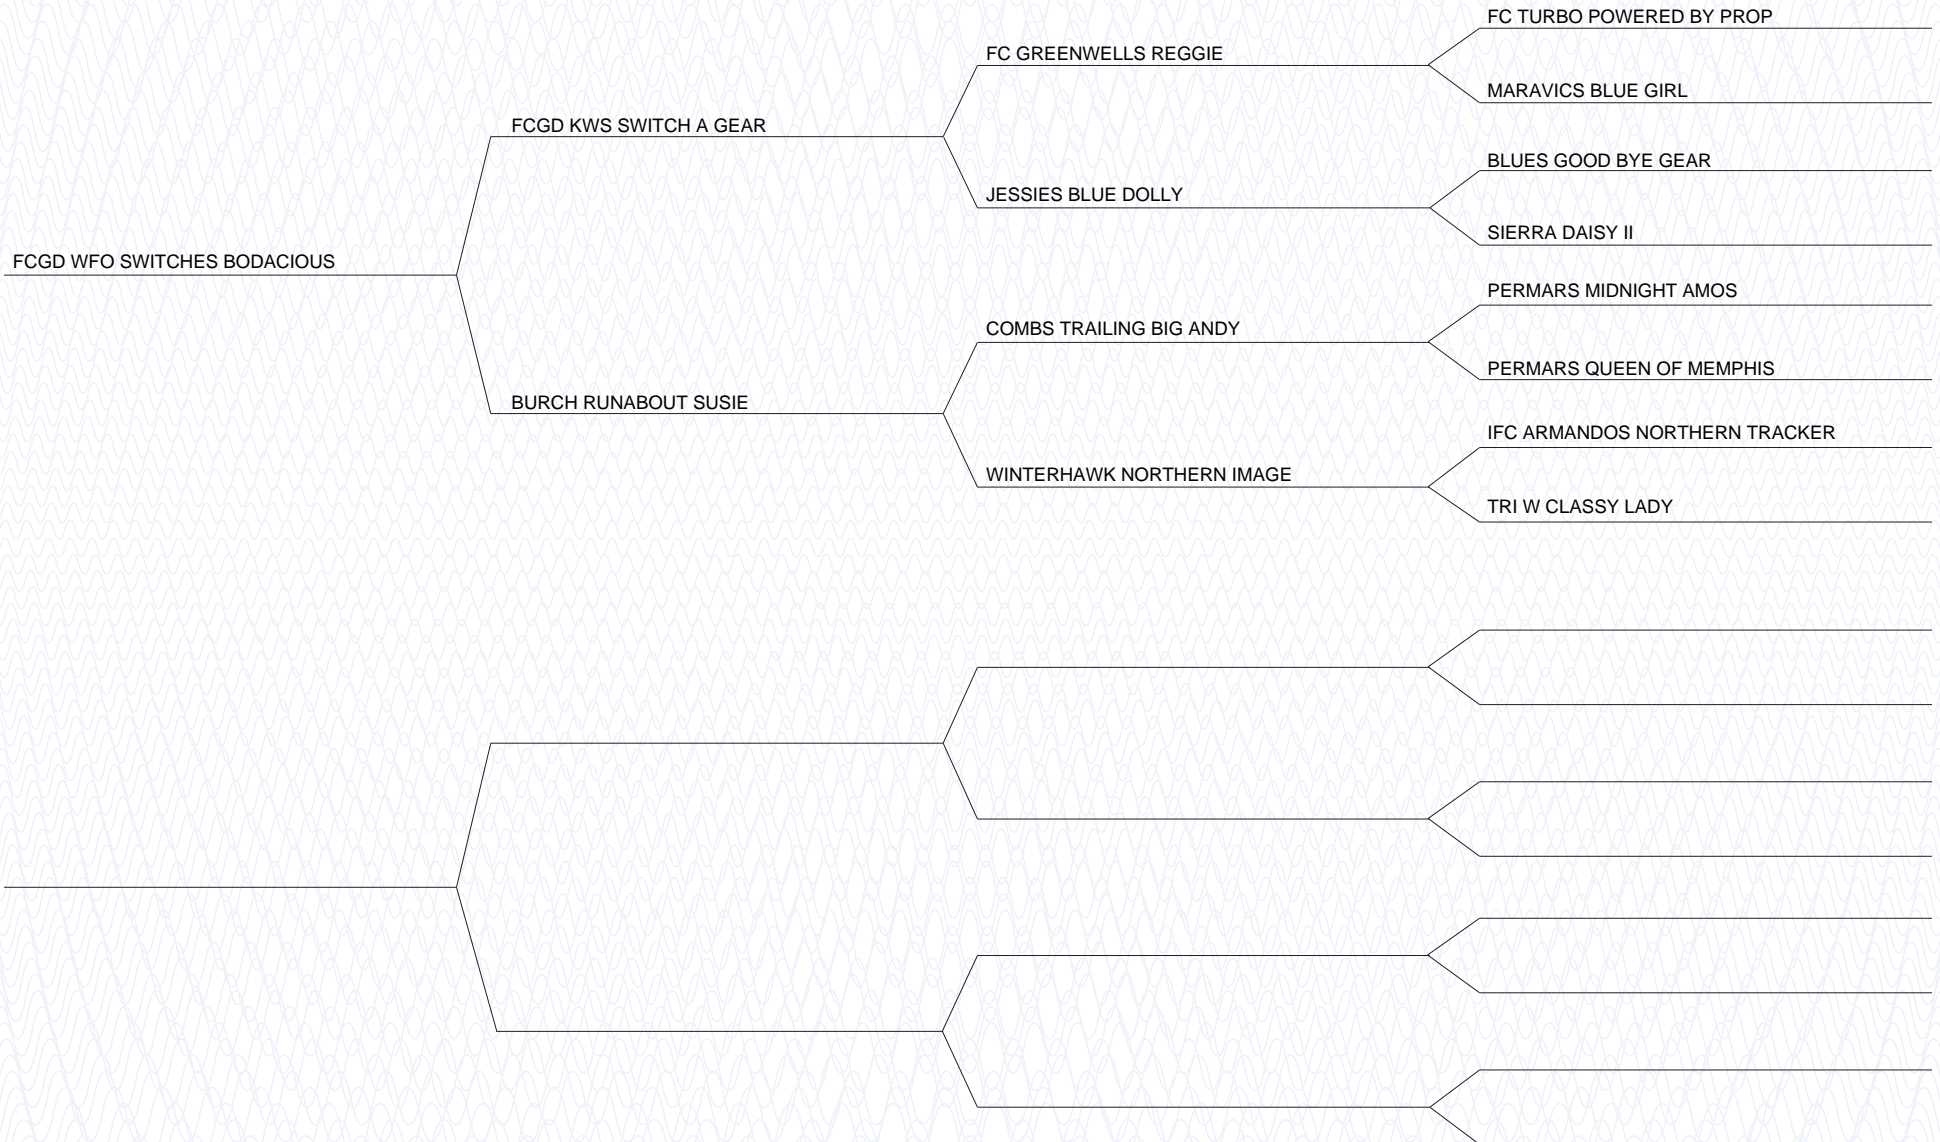 FC TURBO POWERED BY PROP
FC GREENWELLS REGGIE
MARAVICS BLUE GIRL
FCGD KWS SWITCH A GEAR
BLUES GOOD BYE GEAR
JESSIES BLUE DOLLY
SIERRA DAISY II
FCGD WFO SWITCHES BODACIOUS
PERMARS MIDNIGHT AMOS
COMBS TRAILING BIG ANDY
PERMARS QUEEN OF MEMPHIS
BURCH RUNABOUT SUSIE
IFC ARMANDOS NORTHERN TRACKER
WINTERHAWK NORTHERN IMAGE
TRI W CLASSY LADY